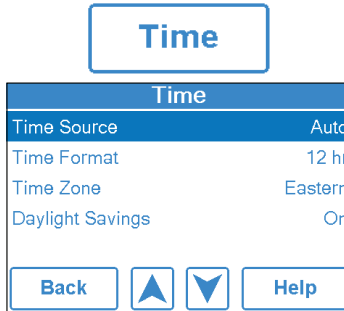 Time
Time
Time Source Auto
Time Format 12 hr
Time Zone Eastern
Daylight Savings On
Back Help